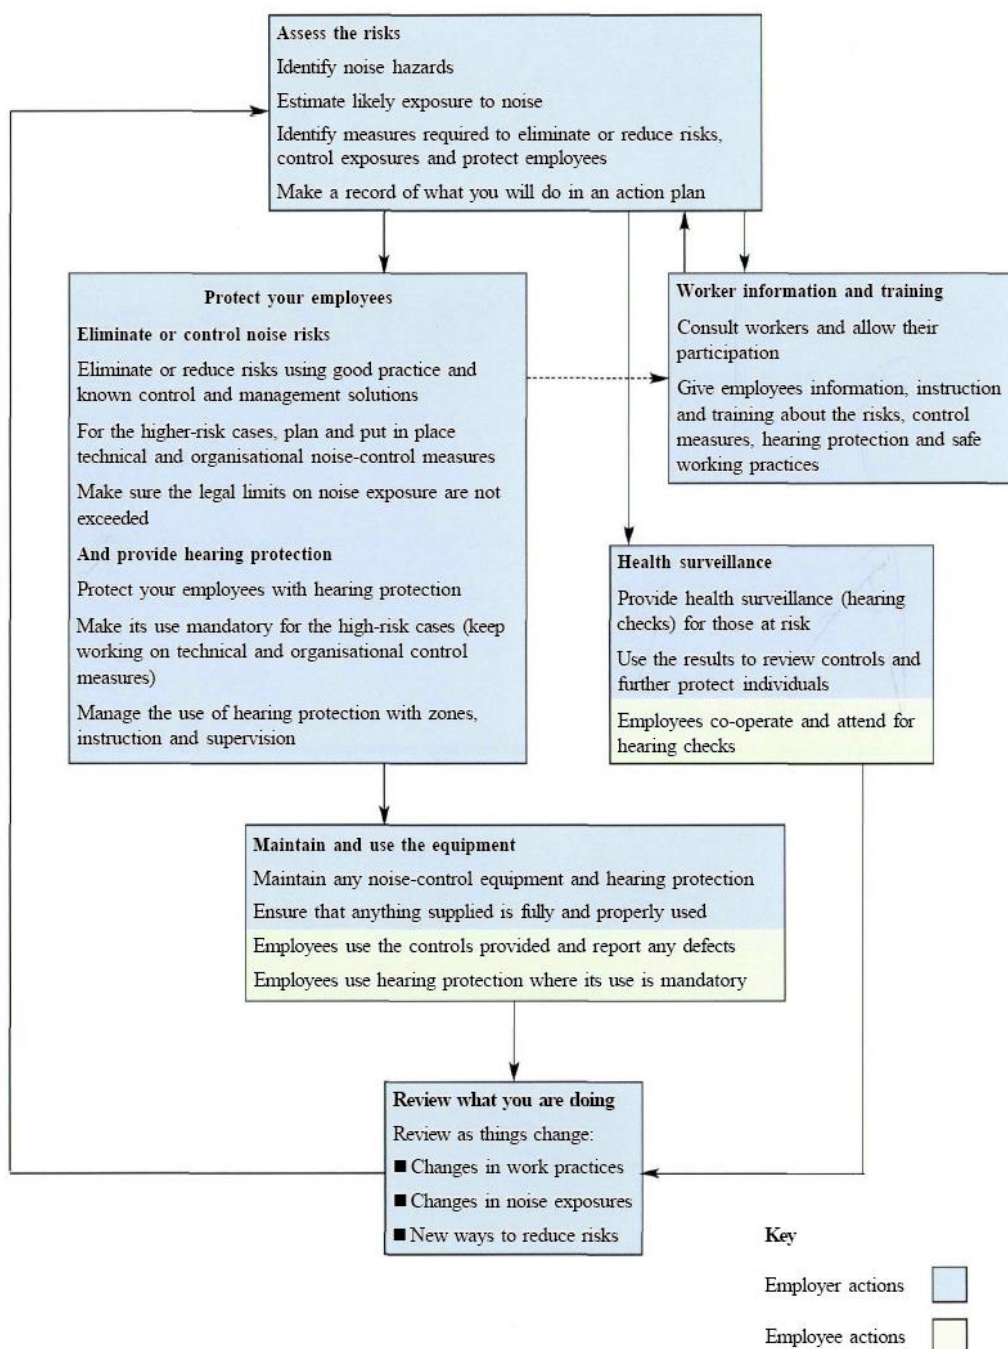 Assess the risks
Identify noise hazards
Estimate likely exposure to noise
Identify measures required to eliminate or reduce risks,
control exposures and protect employees
Make a record of what you will do in an action plan
Protect your employees
Eliminate or control noise risks
Eliminate or reduce risks using good practice and
known control and management solutions
For the higher-risk cases, plan and put in place
technical and organisational noise-control measures
Make sure the legal limits on noise exposure are not
exceeded
And provide hearing protection
Protect your employees with hearing protection
Make its use mandatory for the high-risk cases (keep
working on technical and organisational control
measures)
Manage the use of hearing protection with zones,
instruction and supervision
Worker information and training
Consult workers and allow their
participation
Give employees information, instruction
and training about the risks, control
measures, hearing protection and safe
working practices
Health surveillance
Provide health surveillance (hearing
checks) for those at risk
Use the results to review controls and
further protect individuals
Employees co-operate and attend for
hearing checks
Maintain and use the equipment
Maintain any noise-control equipment and hearing protection
Ensure that anything supplied is fully and properly used
Employees use the controls provided and report any defects
Employees use hearing protection where its use is mandatory
Review what you are doing
Review as things change:
■ Changes in work practices
■ Changes in noise exposures
■ New ways to reduce risks
Key
Employer actions
Employee actions